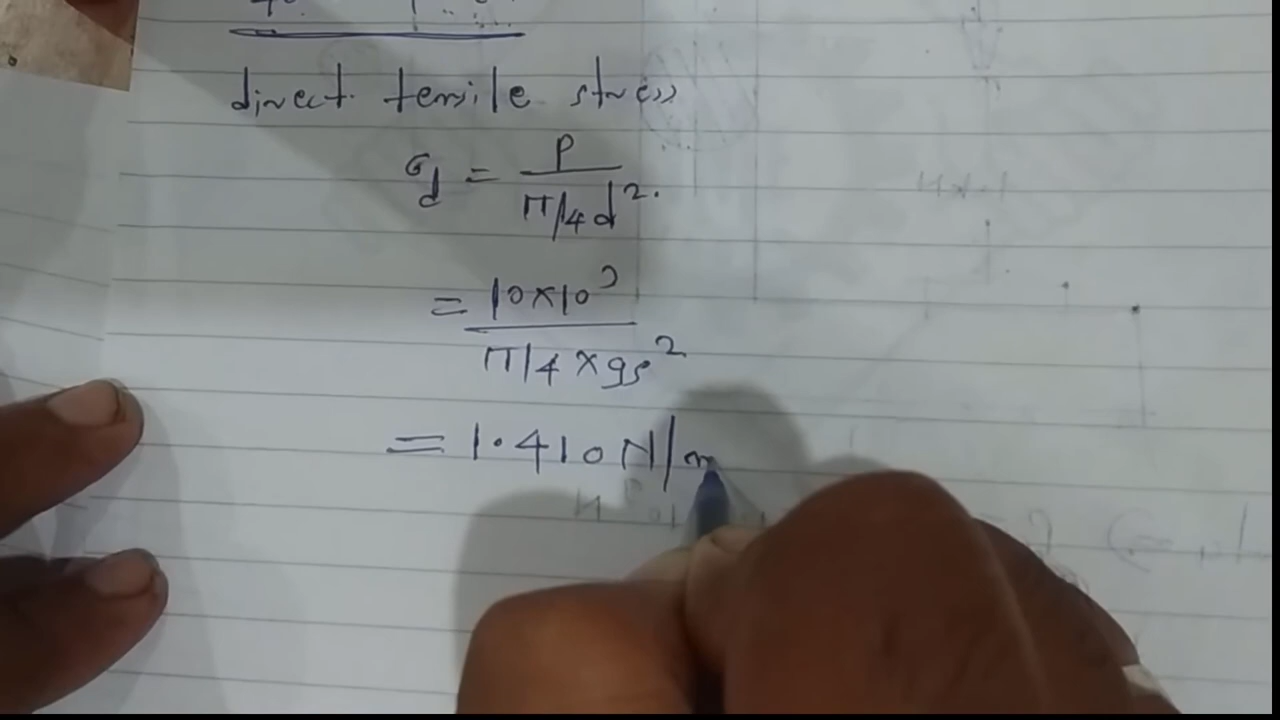 direct tensile stress
σd = P / π/4 d².
= 10×10³ / π/4 × 95²
= 1.410 N/m